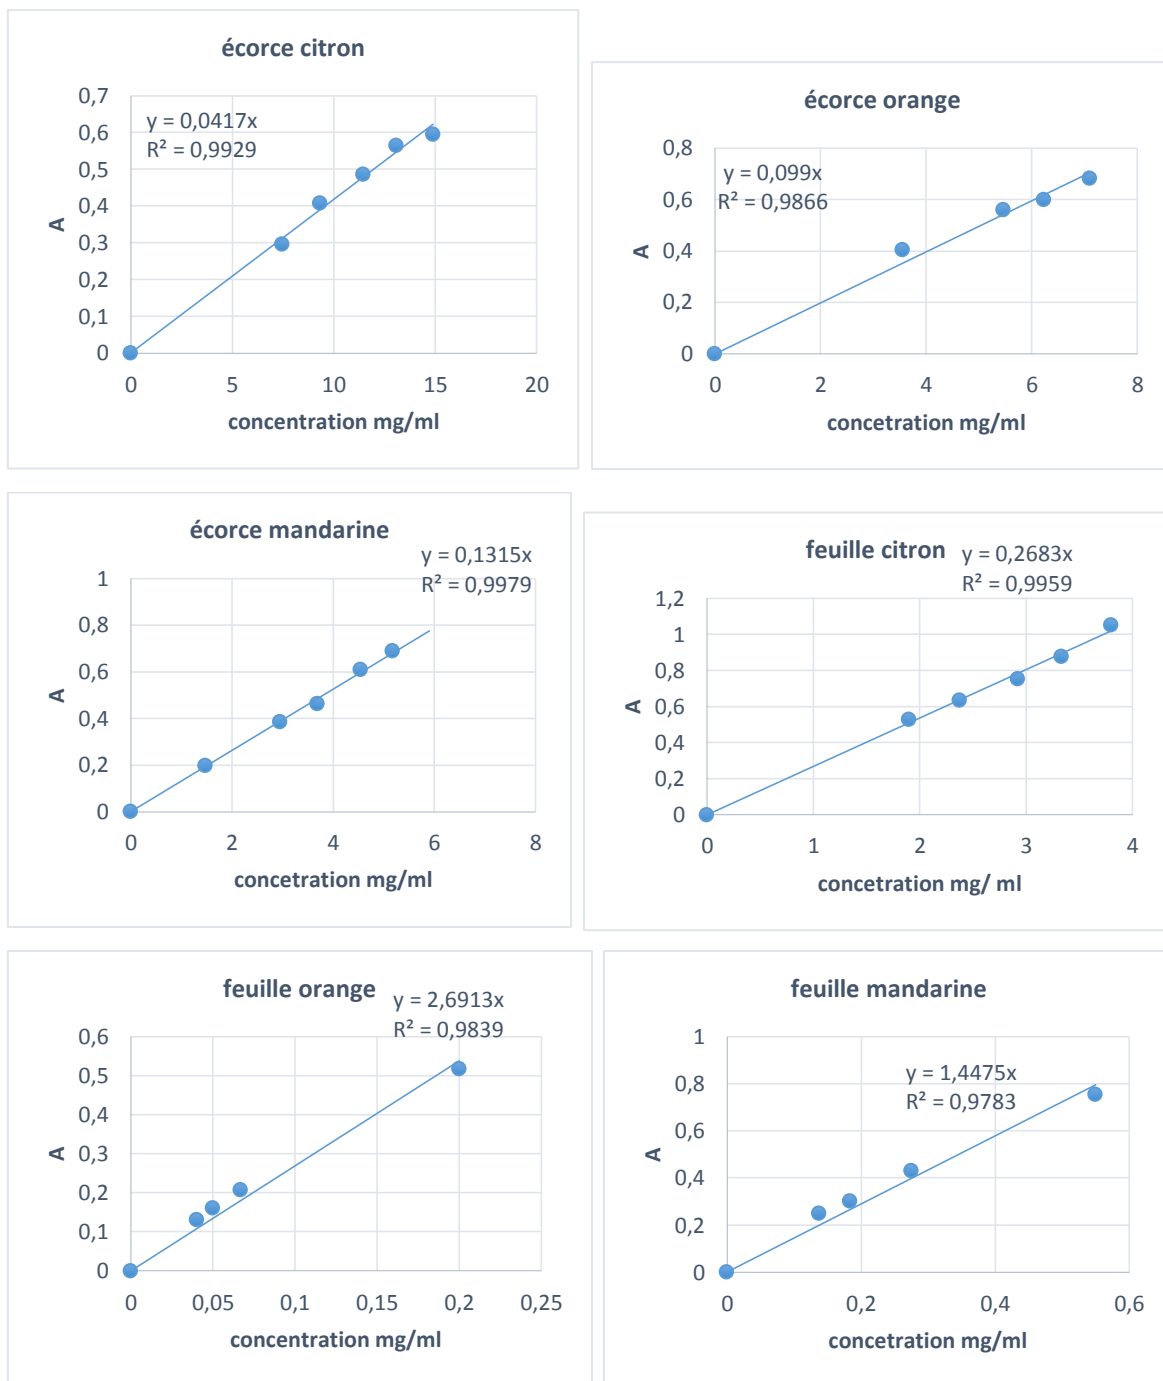 écorce citron
y = 0,0417x
R² = 0,9929
0,7
0,6
0,5
0,4
0,3
0,2
0,1
0
A
0 5 10 15 20
concentration mg/ml
écorce orange
y = 0,099x
R² = 0,9866
0,8
0,6
0,4
0,2
0
A
0 2 4 6 8
concetration mg/ml
écorce mandarine
y = 0,1315x
R² = 0,9979
1
0,8
0,6
0,4
0,2
0
A
0 2 4 6 8
concetration mg/ml
feuille citron
y = 0,2683x
R² = 0,9959
1,2
1
0,8
0,6
0,4
0,2
0
A
0 1 2 3 4
concetration mg/ ml
feuille orange
y = 2,6913x
R² = 0,9839
0,6
0,5
0,4
0,3
0,2
0,1
0
A
0 0,05 0,1 0,15 0,2 0,25
concentration mg/ml
feuille mandarine
y = 1,4475x
R² = 0,9783
1
0,8
0,6
0,4
0,2
0
A
0 0,2 0,4 0,6
concetration mg/ml